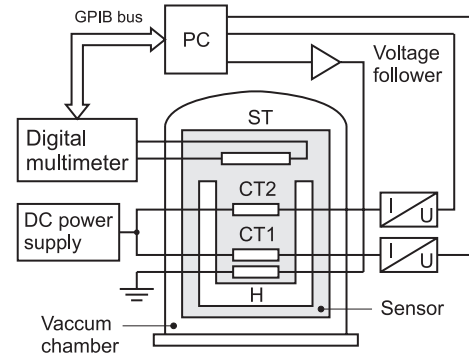 GPIB bus
PC
Voltage
follower
ST
Digital
multimeter
CT2
I
U
DC power
supply
CT1
I
U
H
Sensor
Vaccum
chamber